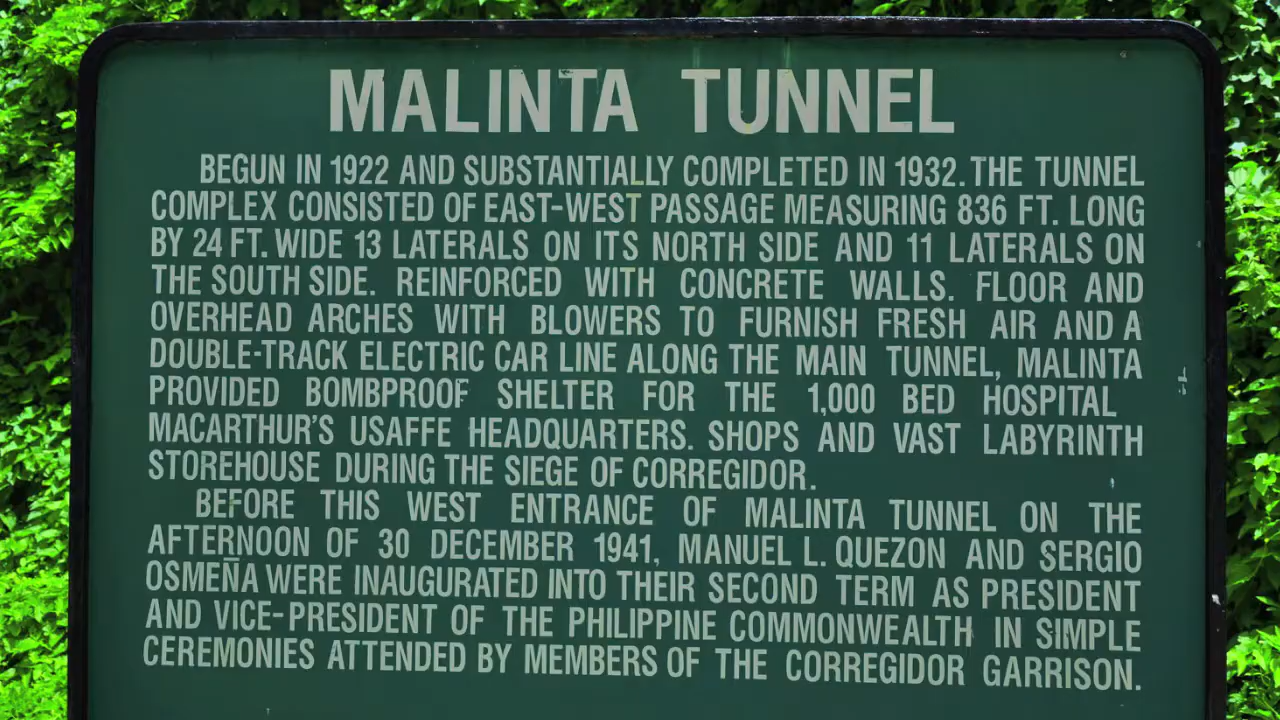 MALINTA TUNNEL
BEGUN IN 1922 AND SUBSTANTIALLY COMPLETED IN 1932. THE TUNNEL
COMPLEX CONSISTED OF EAST-WEST PASSAGE MEASURING 836 FT. LONG
BY 24 FT. WIDE 13 LATERALS ON ITS NORTH SIDE AND 11 LATERALS ON
THE SOUTH SIDE. REINFORCED WITH CONCRETE WALLS. FLOOR AND
OVERHEAD ARCHES WITH BLOWERS TO FURNISH FRESH AIR AND A
DOUBLE-TRACK ELECTRIC CAR LINE ALONG THE MAIN TUNNEL, MALINTA
PROVIDED BOMBPROOF SHELTER FOR THE 1,000 BED HOSPITAL
MACARTHUR'S USAFFE HEADQUARTERS. SHOPS AND VAST LABYRINTH
STOREHOUSE DURING THE SIEGE OF CORREGIDOR.
BEFORE THIS WEST ENTRANCE OF MALINTA TUNNEL ON THE
AFTERNOON OF 30 DECEMBER 1941, MANUEL L. QUEZON AND SERGIO
OSMEÑA WERE INAUGURATED INTO THEIR SECOND TERM AS PRESIDENT
AND VICE-PRESIDENT OF THE PHILIPPINE COMMONWEALTH IN SIMPLE
CEREMONIES ATTENDED BY MEMBERS OF THE CORREGIDOR GARRISON.